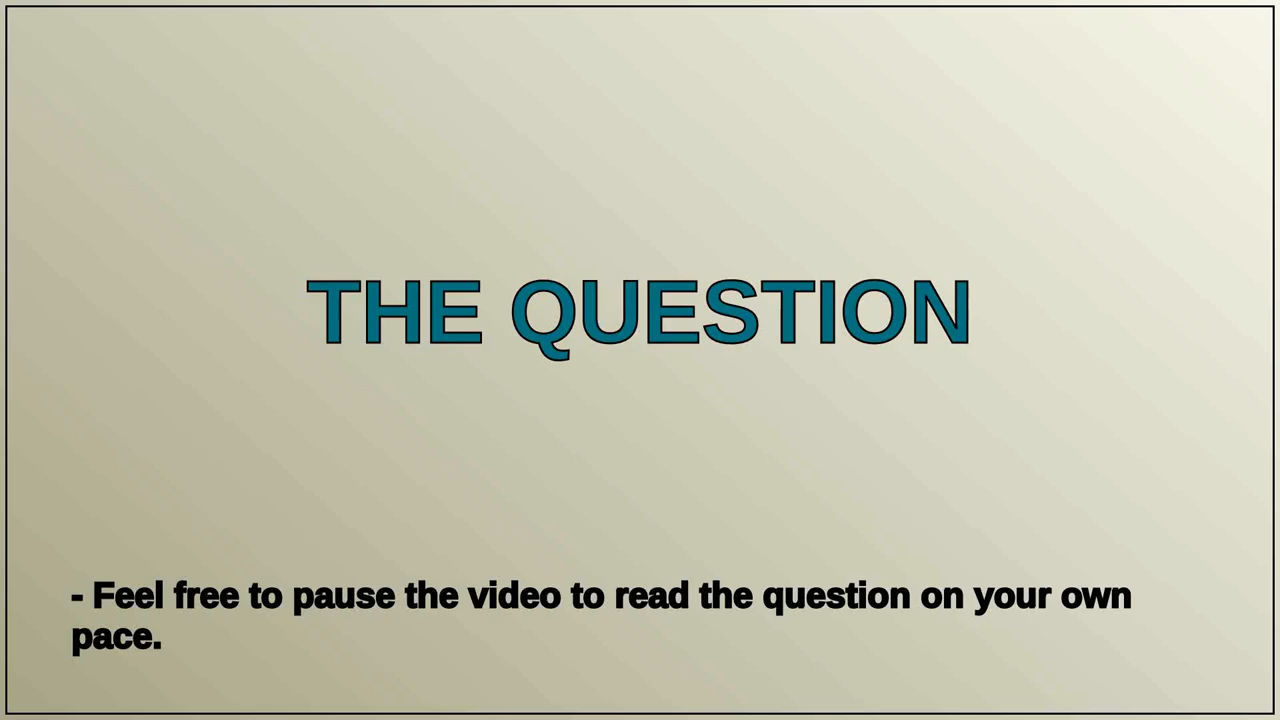 THE QUESTION
- Feel free to pause the video to read the question on your own
pace.